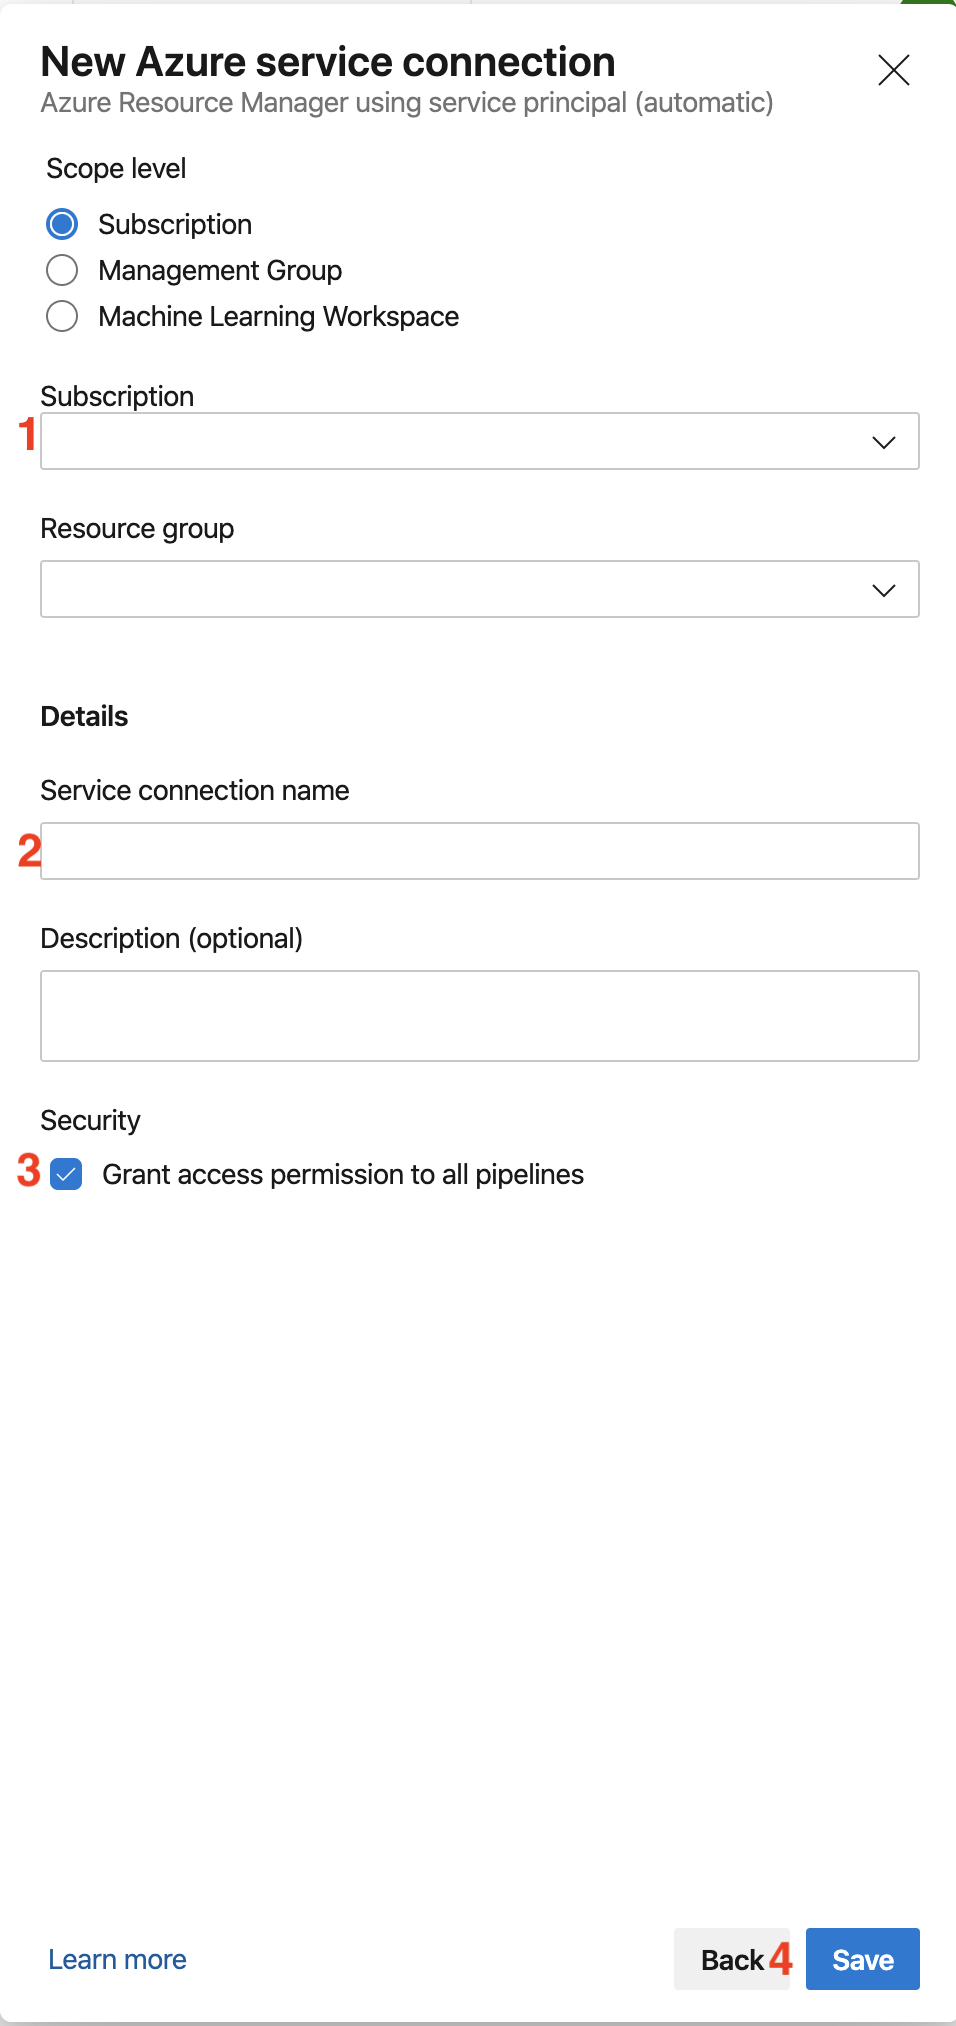 New Azure service connection
Azure Resource Manager using service principal (automatic)
Scope level
Subscription
Management Group
Machine Learning Workspace
Subscription
1
Resource group
Details
Service connection name
2
Description (optional)
Security
3 Grant access permission to all pipelines
Learn more Back 4 Save